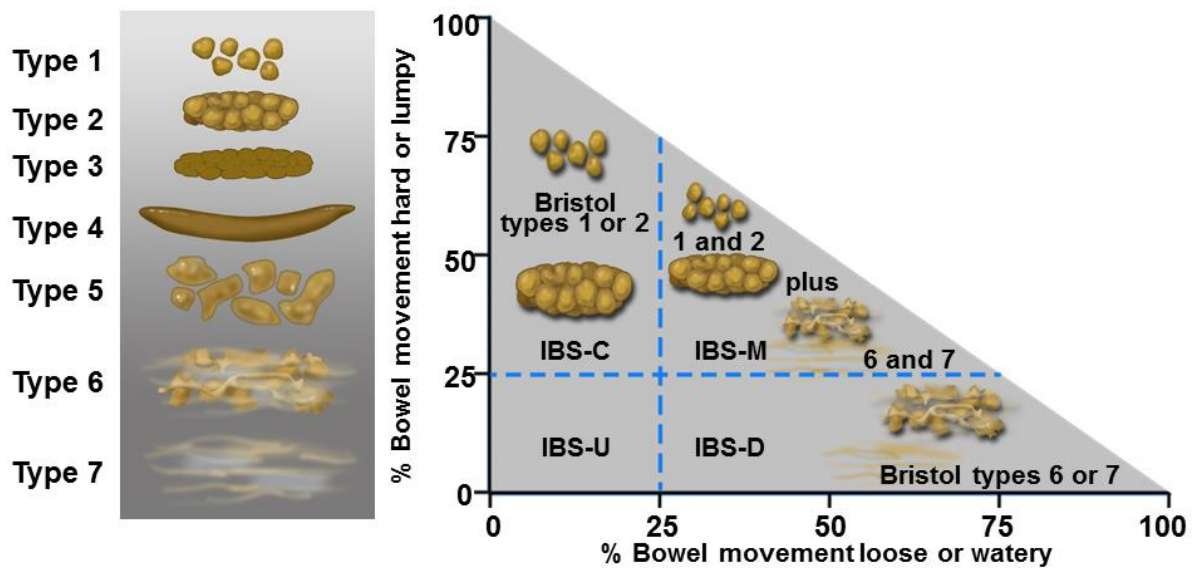 Type 1
Type 2
Type 3
Type 4
Type 5
Type 6
Type 7
% Bowel movement hard or lumpy
100
75
50
25
0
Bristol
types 1 or 2
IBS-C
1 and 2
plus
IBS-M
6 and 7
IBS-U
IBS-D
Bristol types 6 or 7
0
25
50
75
100
% Bowel movement loose or watery